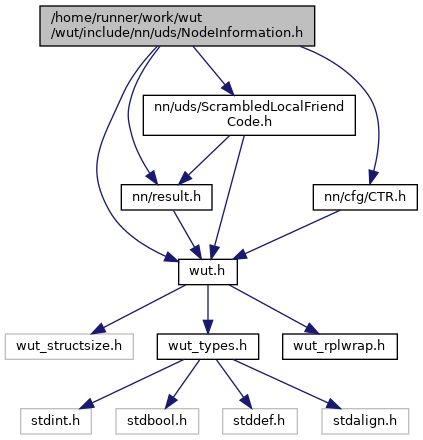 /home/runner/work/wut
/wut/include/nn/uds/NodeInformation.h
nn/uds/ScrambledLocalFriend
Code.h
nn/result.h
nn/cfg/CTR.h
wut.h
wut_structsize.h
wut_types.h
wut_rplwrap.h
stdint.h
stdbool.h
stddef.h
stdalign.h